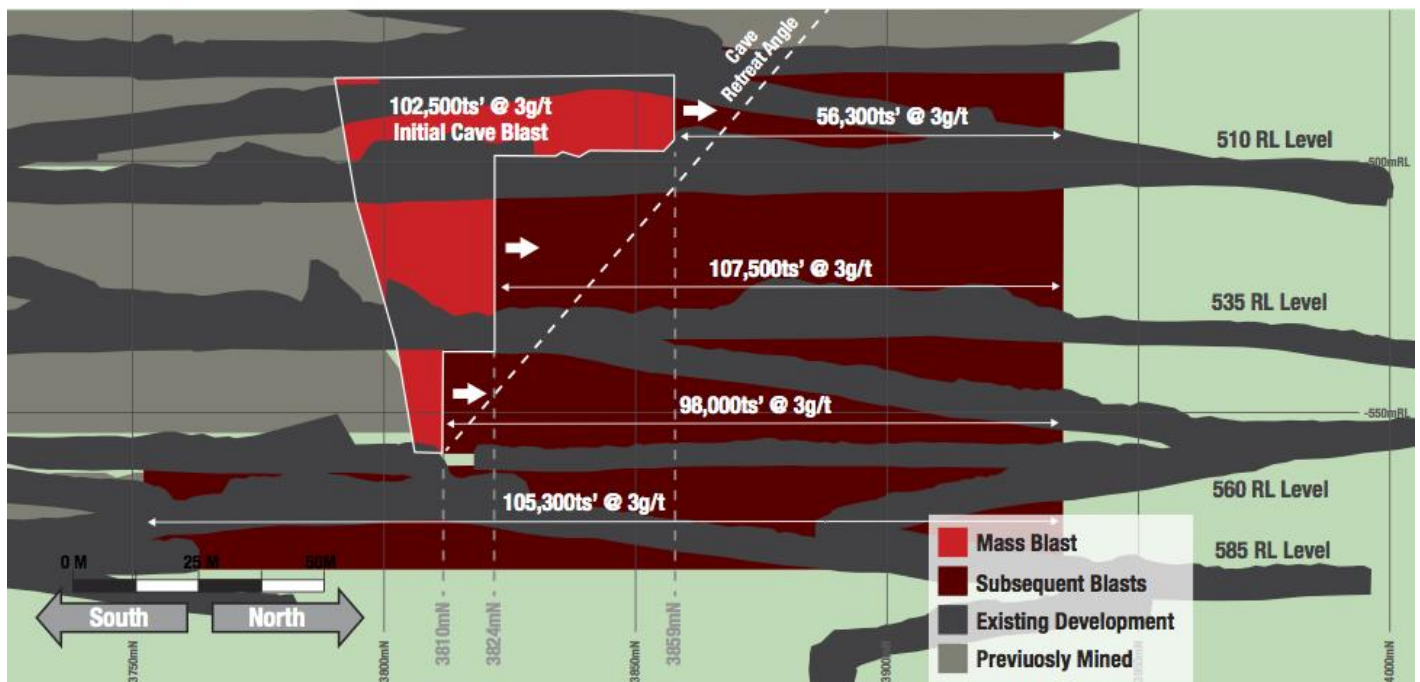 Cave
Retreat Angle
102,500ts’ @ 3g/t
Initial Cave Blast
56,300ts’ @ 3g/t
510 RL Level
-500mRL
107,500ts’ @ 3g/t
535 RL Level
98,000ts’ @ 3g/t
-550mRL
560 RL Level
105,300ts’ @ 3g/t
585 RL Level
0 M
25 M
50M
South
North
Mass Blast
Subsequent Blasts
Existing Development
Previuosly Mined
3750mN
3800mN
3810mN
3824mN
3850mN
3859mN
3900mN
4000mN